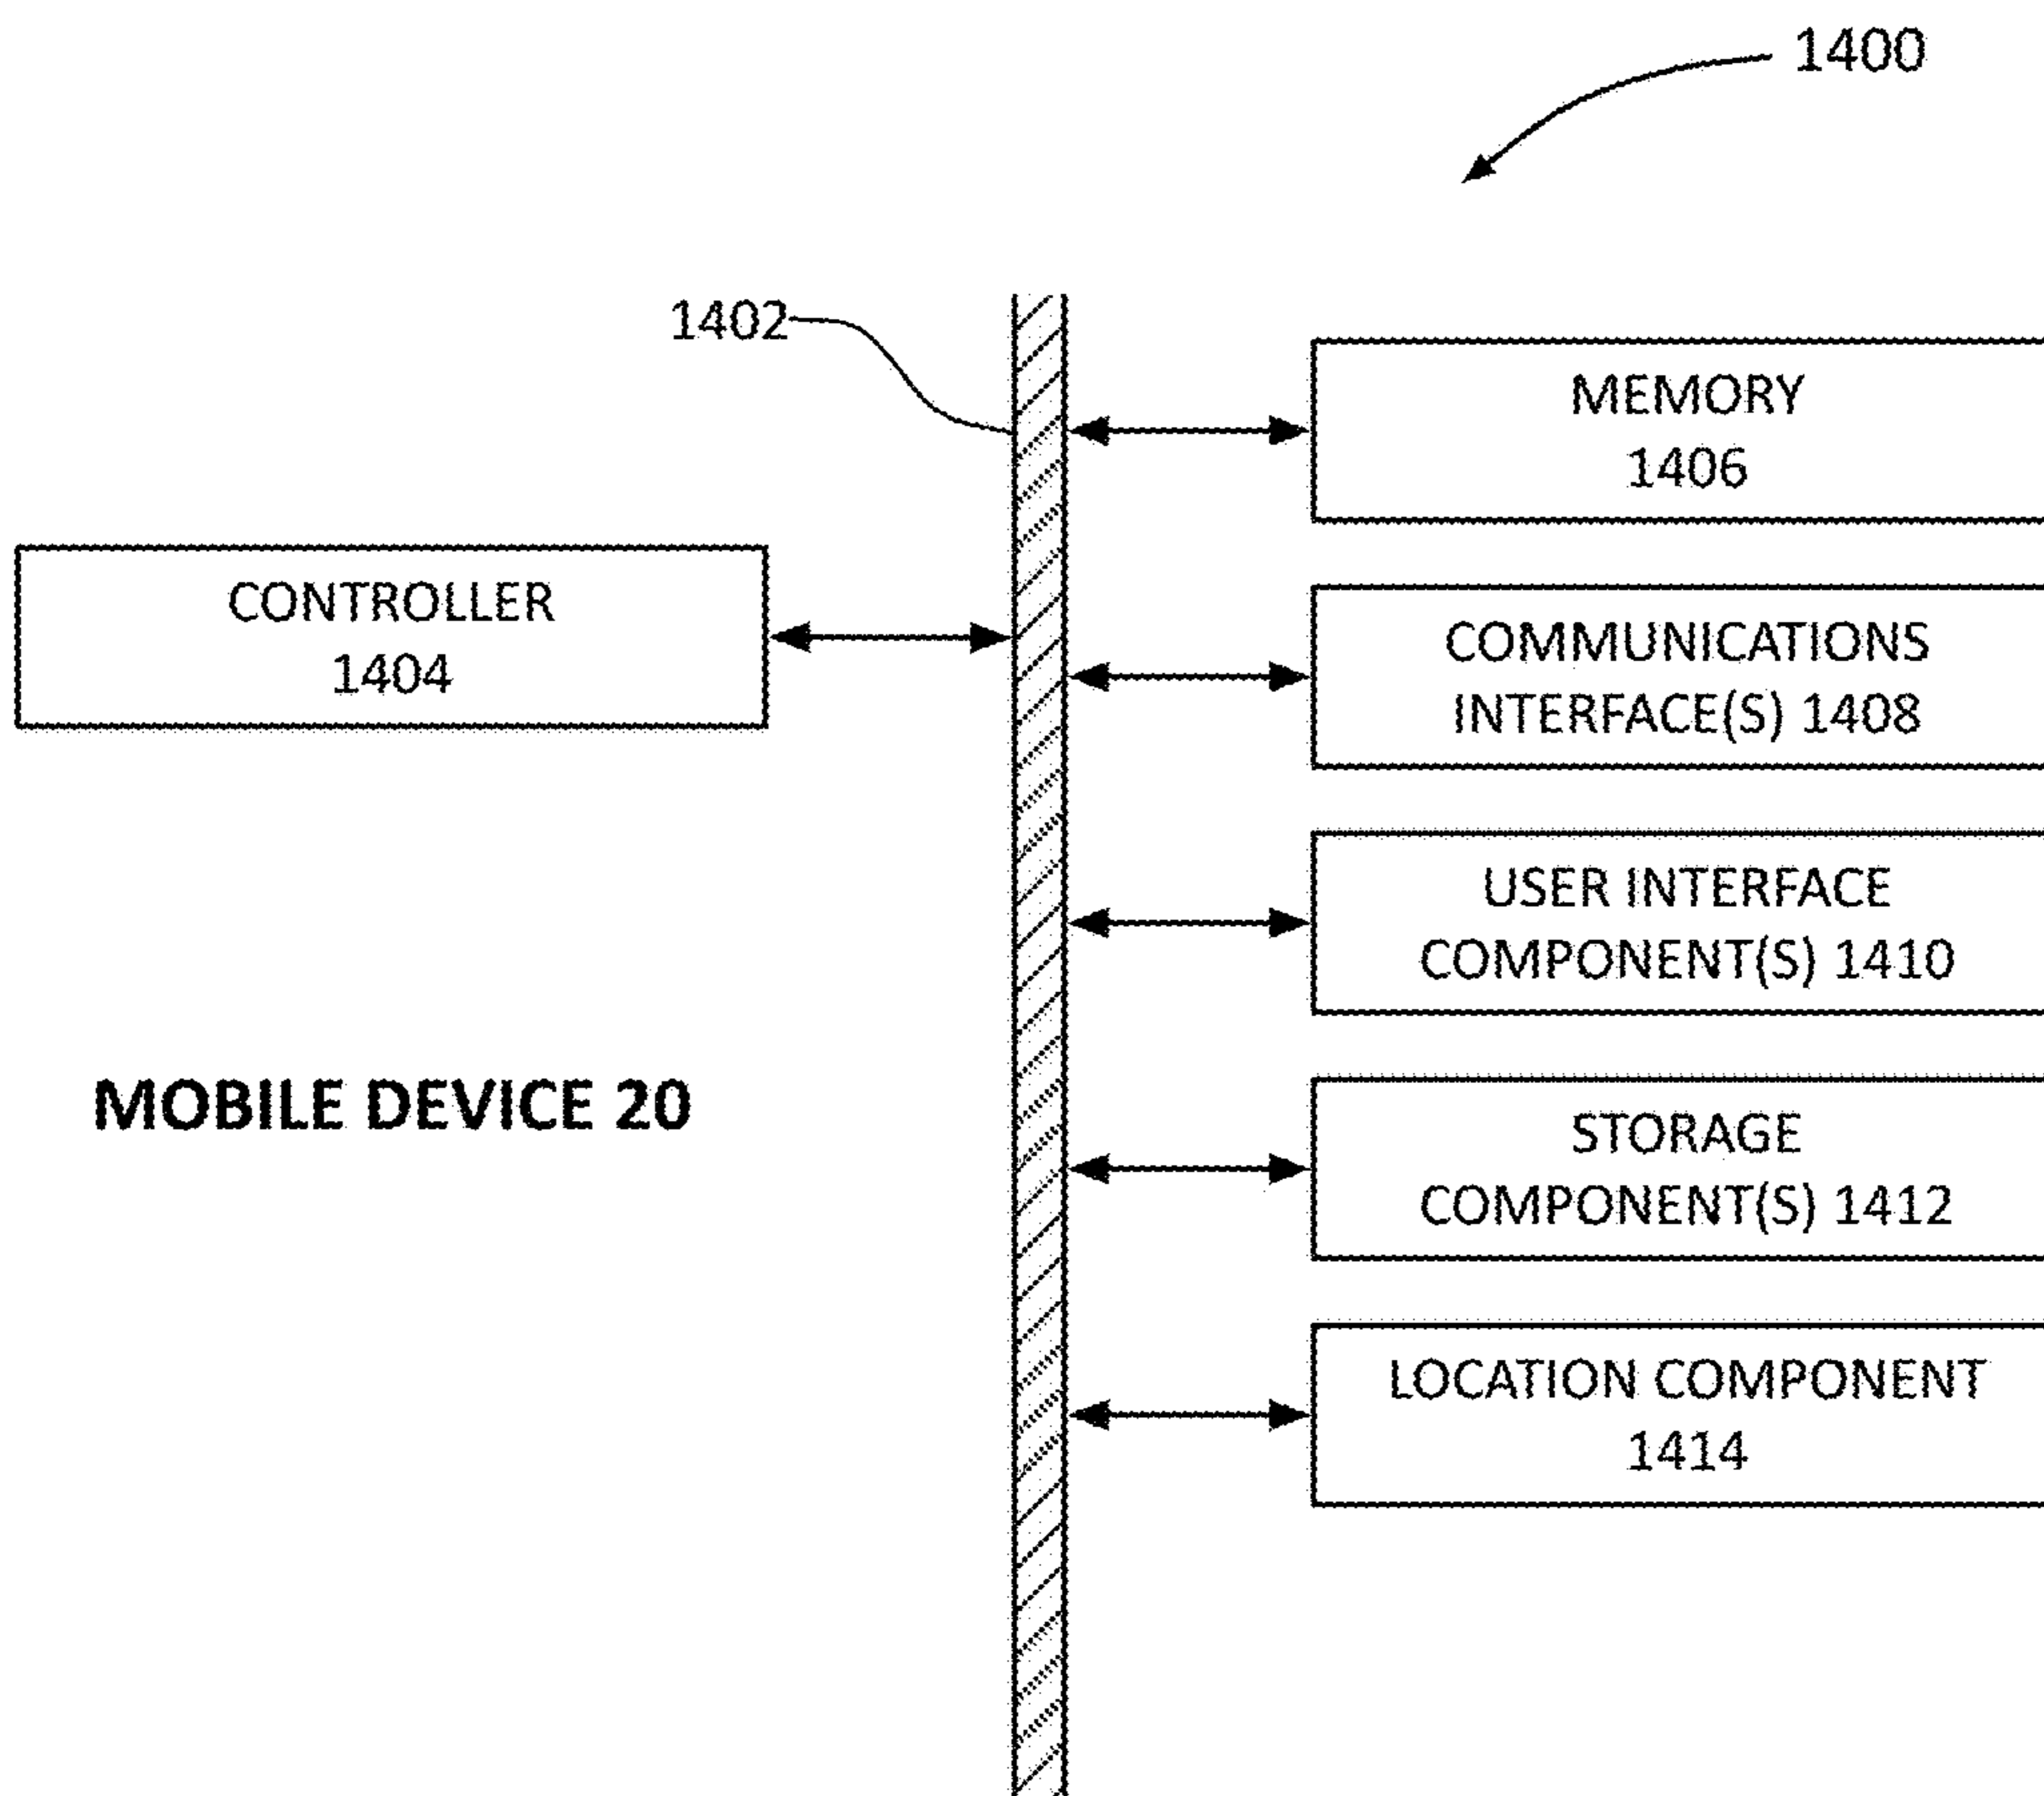 1400
1402
MEMORY
1406
CONTROLLER
1404
COMMUNICATIONS
INTERFACE(S) 1408
USER INTERFACE
COMPONENT(S) 1410
MOBILE DEVICE 20
STORAGE
COMPONENT(S) 1412
LOCATION COMPONENT
1414